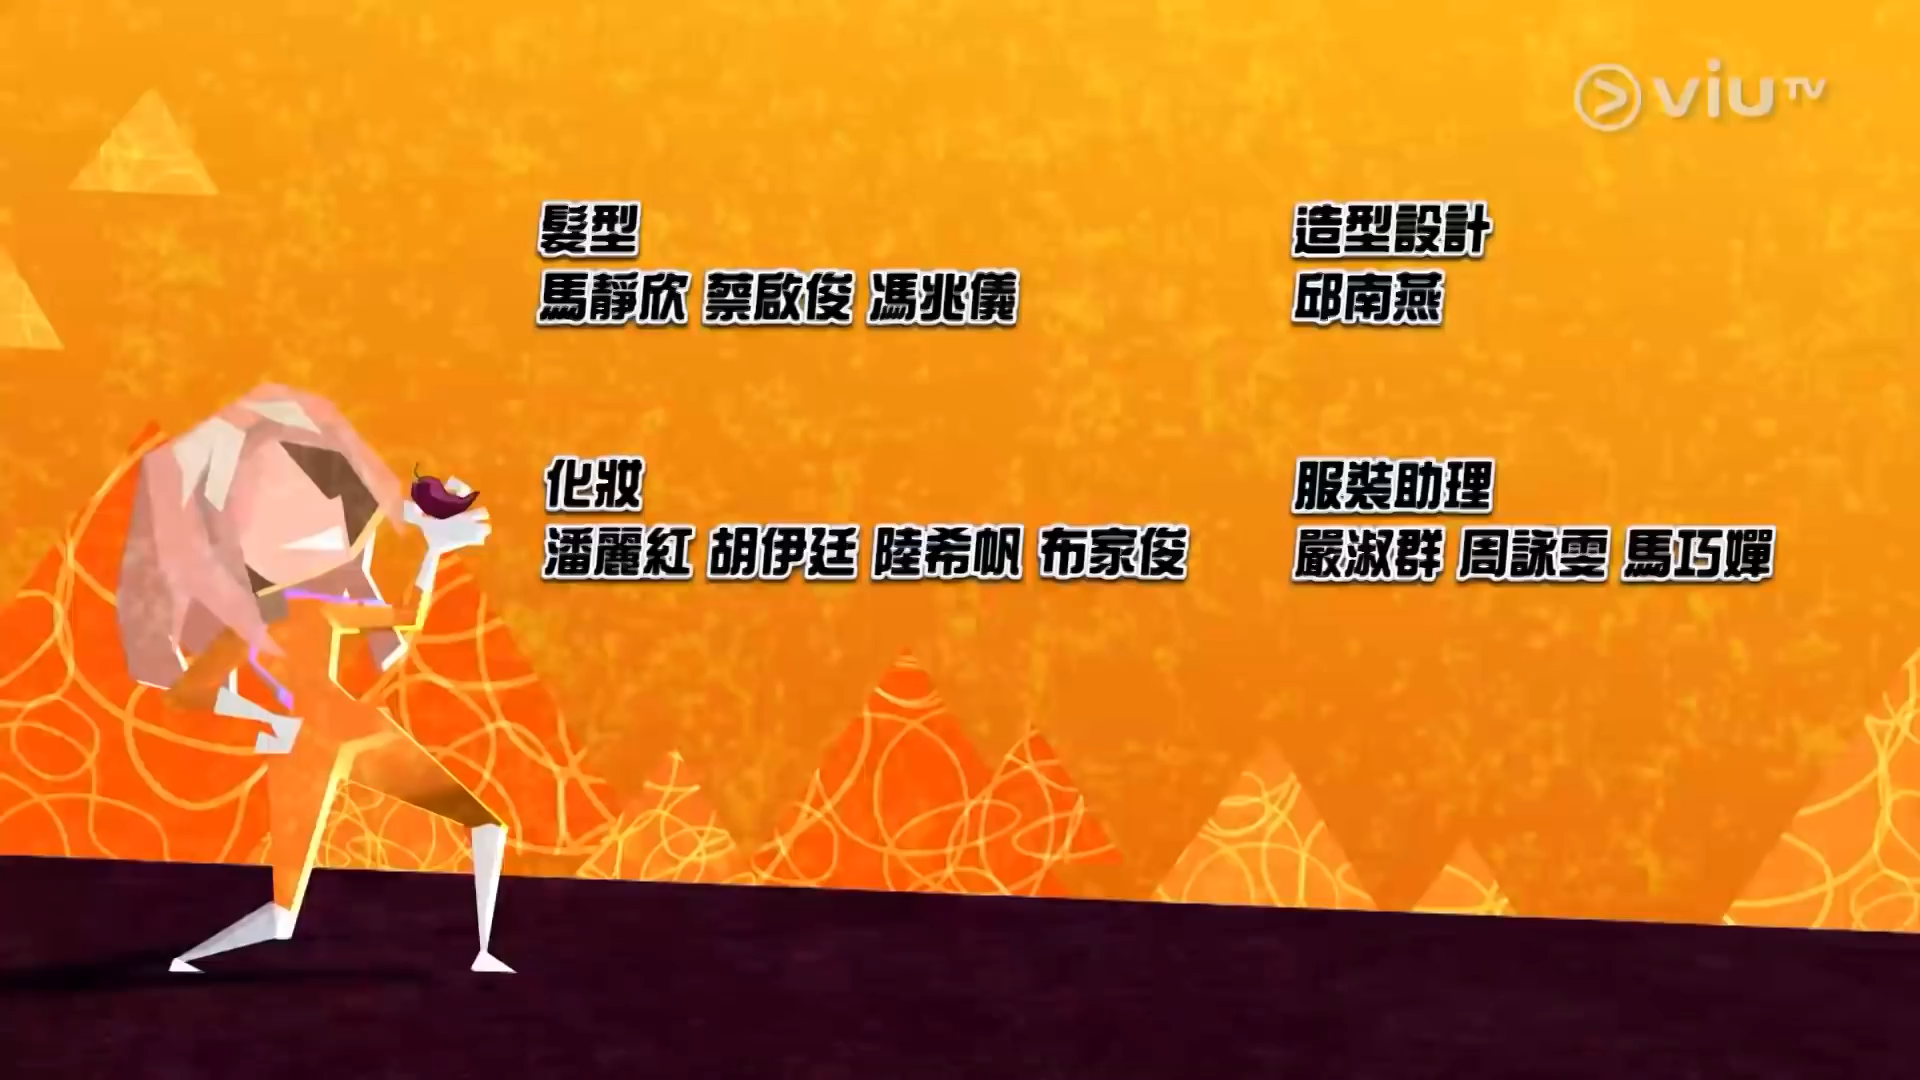 viuTV
髮型
馬靜欣 蔡啟俊 馮兆儀
造型設計
邱南燕
化妝
潘麗紅 胡伊廷 陸希帆 布家俊
服裝助理
嚴淑群 周詠雯 馬巧嬋